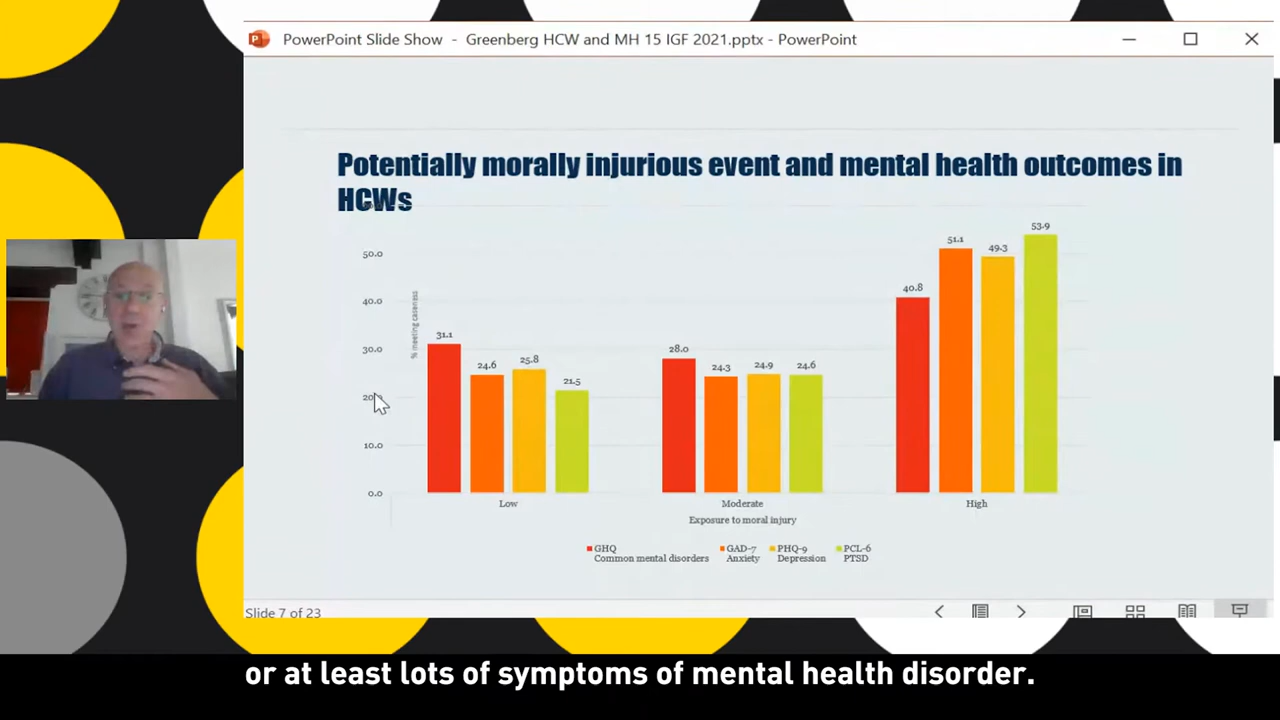 PowerPoint Slide Show - Greenberg HCW and MH 15 IGF 2021.pptx - PowerPoint
Potentially morally injurious event and mental health outcomes in
HCWs
50.0
40.0
30.0
10.0
0.0
% meeting caseness
31.1
24.6
25.8
21.5
28.0
24.3
24.9
24.6
40.8
51.1
49.3
53.9
Low
Moderate
High
Exposure to moral injury
GHQ
Common mental disorders
GAD-7
Anxiety
PHQ-9
Depression
PCL-6
PTSD
Slide 7 of 23
or at least lots of symptoms of mental health disorder.